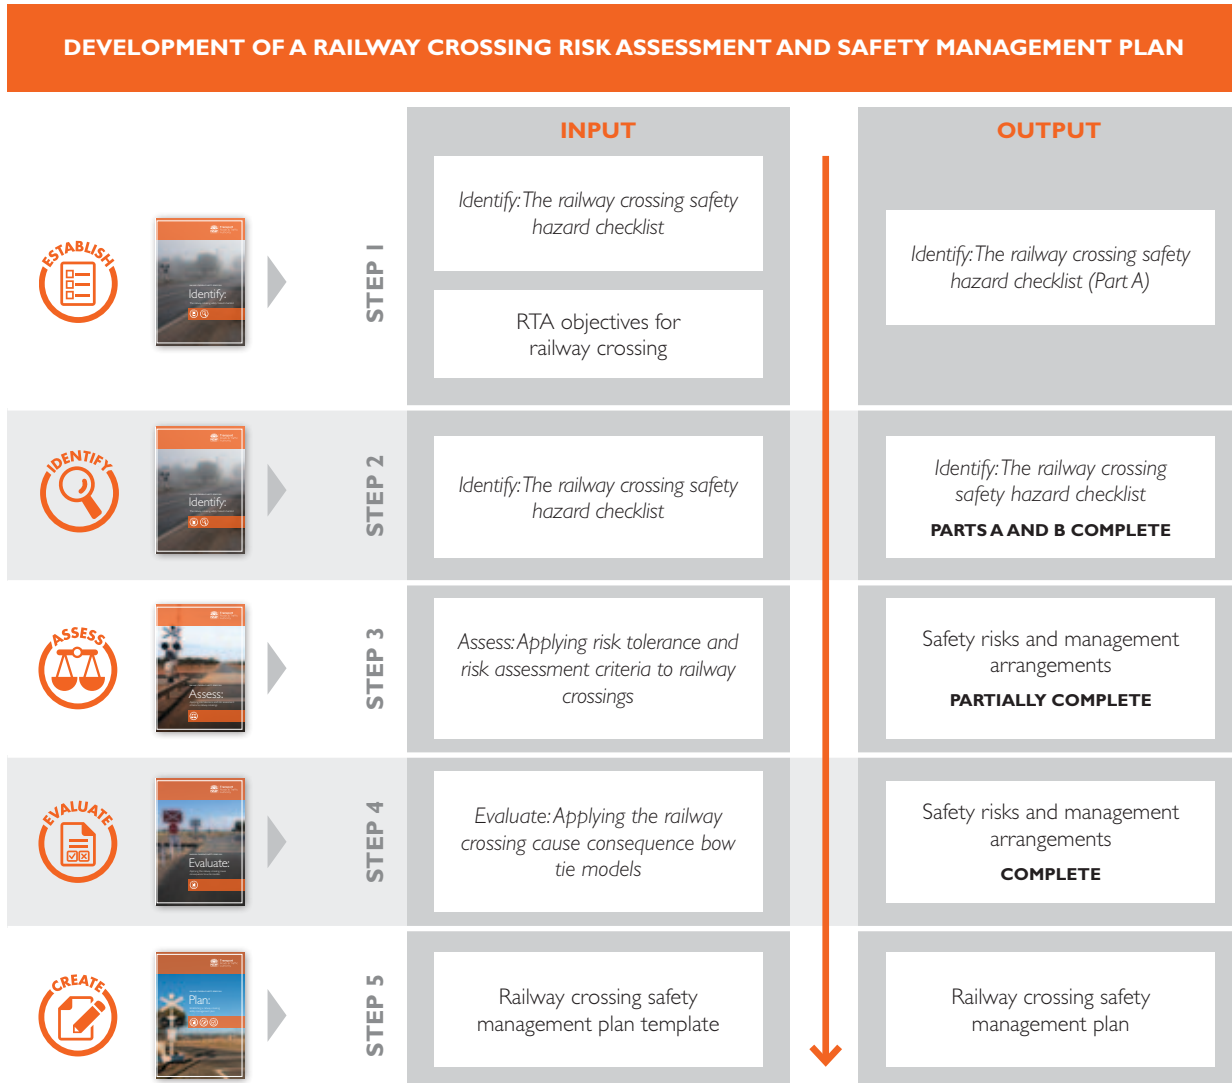 DEVELOPMENT OF A RAILWAY CROSSING RISK ASSESSMENT AND SAFETY MANAGEMENT PLAN
INPUT
OUTPUT
ESTABLISH
Identify:
STEP 1
Identify: The railway crossing safety
hazard checklist
RTA objectives for
railway crossing
Identify: The railway crossing safety
hazard checklist (Part A)
IDENTIFY
Identify:
STEP 2
Identify: The railway crossing safety
hazard checklist
Identify: The railway crossing
safety hazard checklist
PARTS A AND B COMPLETE
ASSESS
Assess:
STEP 3
Assess: Applying risk tolerance and
risk assessment criteria to railway
crossings
Safety risks and management
arrangements
PARTIALLY COMPLETE
EVALUATE
Evaluate:
STEP 4
Evaluate: Applying the railway
crossing cause consequence bow
tie models
Safety risks and management
arrangements
COMPLETE
CREATE
Plan:
STEP 5
Railway crossing safety
management plan template
Railway crossing safety
management plan